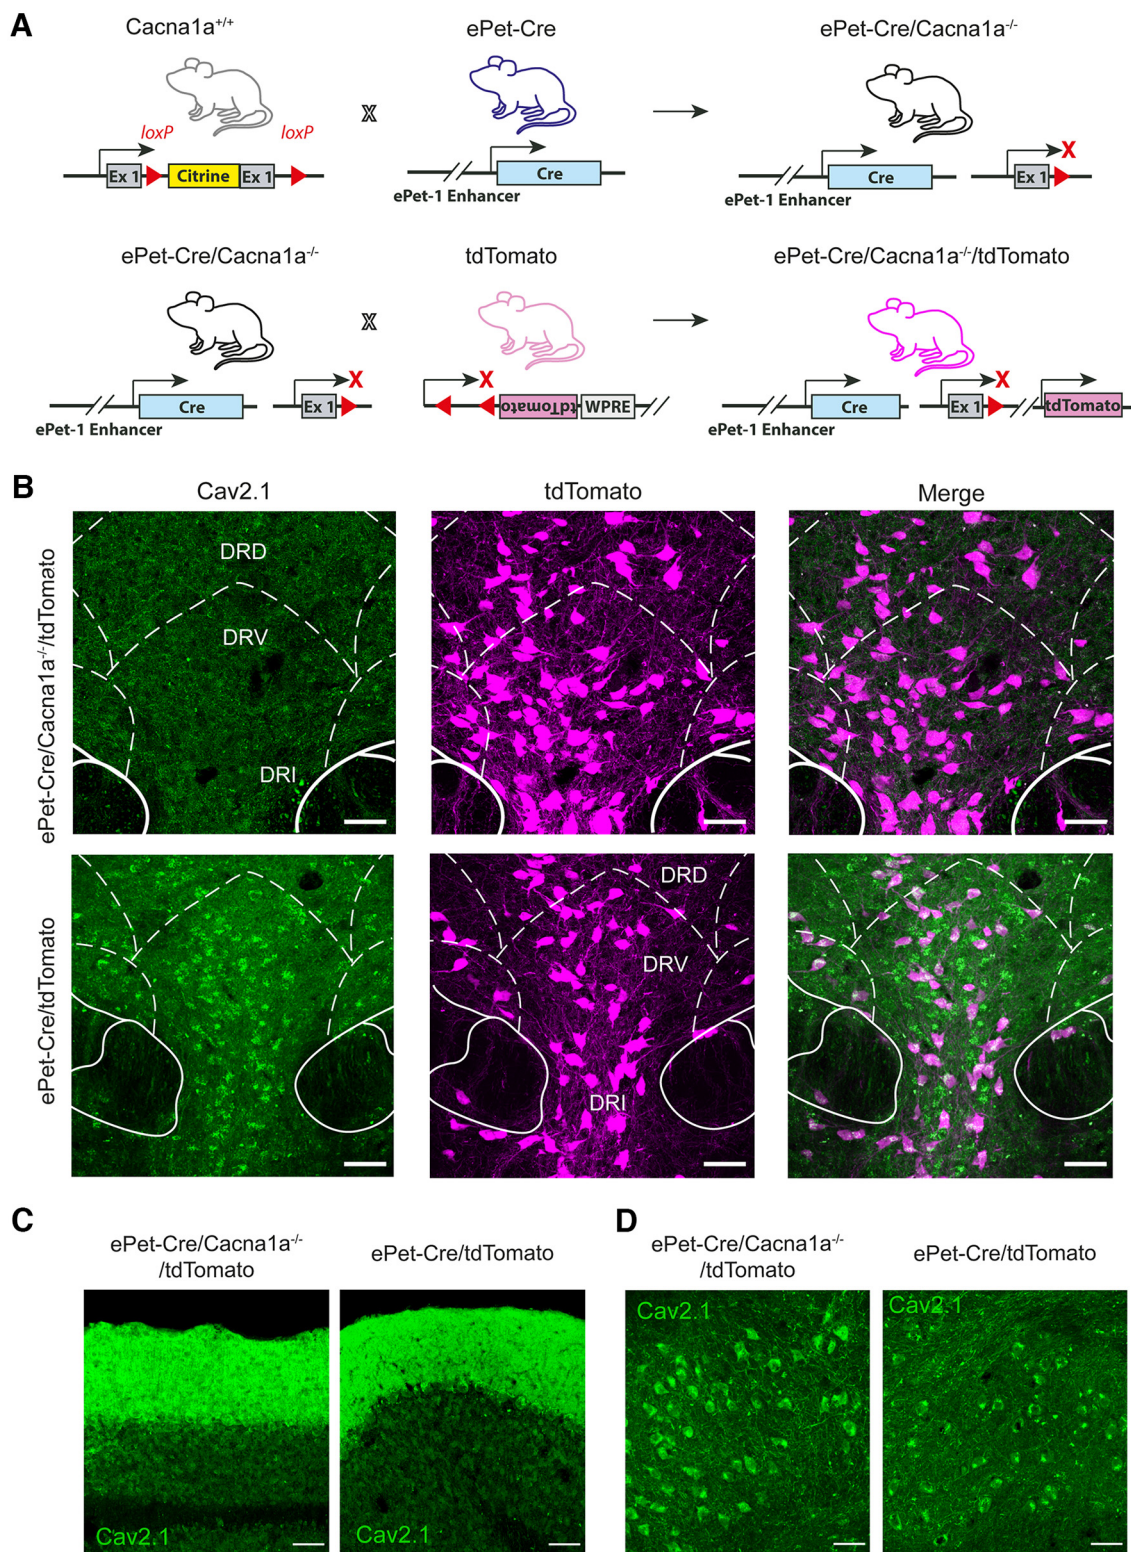 A
Cacna1a+/+
ePet-Cre
ePet-Cre/Cacna1a-/-
X
loxP
loxP
X
Ex 1
Citrine
Ex 1
Cre
Cre
Ex 1
ePet-1 Enhancer
ePet-1 Enhancer
ePet-Cre/Cacna1a-/-
tdTomato
ePet-Cre/Cacna1a-/-/tdTomato
X
X
X
X
Cre
Ex 1
tdTomato
WPRE
Cre
Ex 1
tdTomato
ePet-1 Enhancer
ePet-1 Enhancer
B
Cav2.1
tdTomato
Merge
ePet-Cre/Cacna1a-/-/tdTomato
DRD
DRV
DRI
ePet-Cre/tdTomato
DRD
DRV
DRI
C
ePet-Cre/Cacna1a-/-
/tdTomato
ePet-Cre/tdTomato
Cav2.1
Cav2.1
D
ePet-Cre/Cacna1a-/-
/tdTomato
ePet-Cre/tdTomato
Cav2.1
Cav2.1